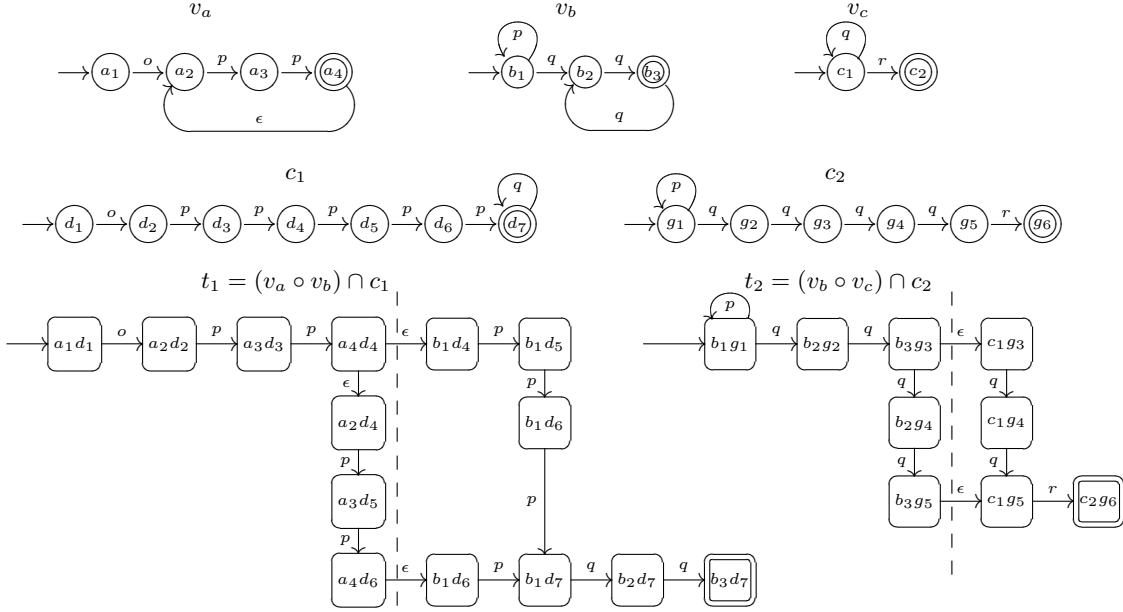 v_a v_b v_c
p q
a_1 o a_2 p a_3 p a_4 b_1 q b_2 q b_3 c_1 r c_2
ϵ q
c_1 c_2
q p
d_1 o d_2 p d_3 p d_4 p d_5 p d_6 p d_7 g_1 q g_2 q g_3 q g_4 q g_5 r g_6
t_1 = (v_a ∘ v_b) ∩ c_1 t_2 = (v_b ∘ v_c) ∩ c_2
p
a_1d_1 o a_2d_2 p a_3d_3 p a_4d_4 ϵ b_1d_4 p b_1d_5 b_1g_1 q b_2g_2 q b_3g_3 ϵ c_1g_3
ϵ p q q
a_2d_4 b_1d_6 b_2g_4 c_1g_4
p q q
a_3d_5 p b_3g_5 ϵ c_1g_5 r c_2g_6
p
a_4d_6 ϵ b_1d_6 p b_1d_7 q b_2d_7 q b_3d_7